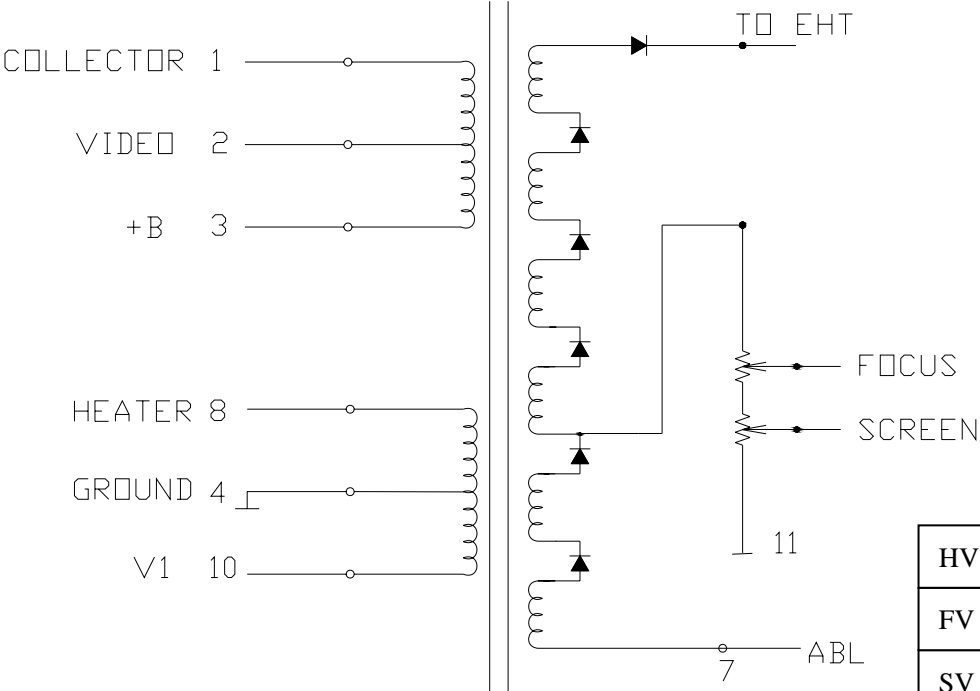 TO EHT
COLLECTOR 1
VIDEO 2
+B 3
FOCUS
HEATER 8
SCREEN
GROUND 4
11
V1 10
HV
FV
ABL
7
SV